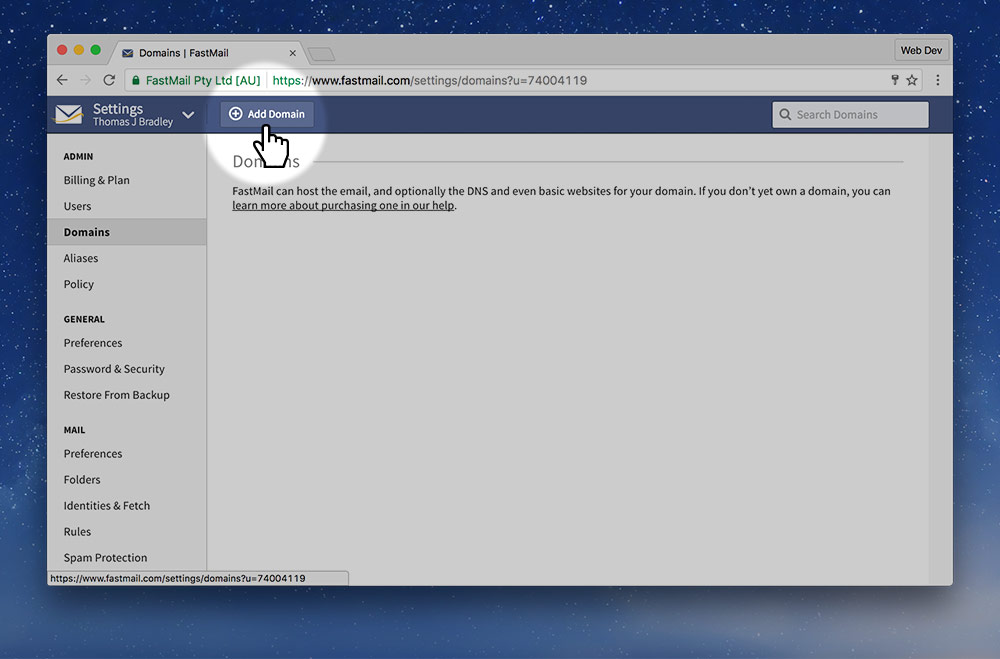 Domains | FastMail
Web Dev
FastMail Pty Ltd [AU] https://www.fastmail.com/settings/domains?u=74004119
Settings
Thomas J Bradley
Add Domain
Search Domains
ADMIN
Billing & Plan
Users
Domains
Aliases
Policy
GENERAL
Preferences
Password & Security
Restore From Backup
MAIL
Preferences
Folders
Identities & Fetch
Rules
Spam Protection
Domains
FastMail can host the email, and optionally the DNS and even basic websites for your domain. If you don’t yet own a domain, you can
learn more about purchasing one in our help.
https://www.fastmail.com/settings/domains?u=74004119